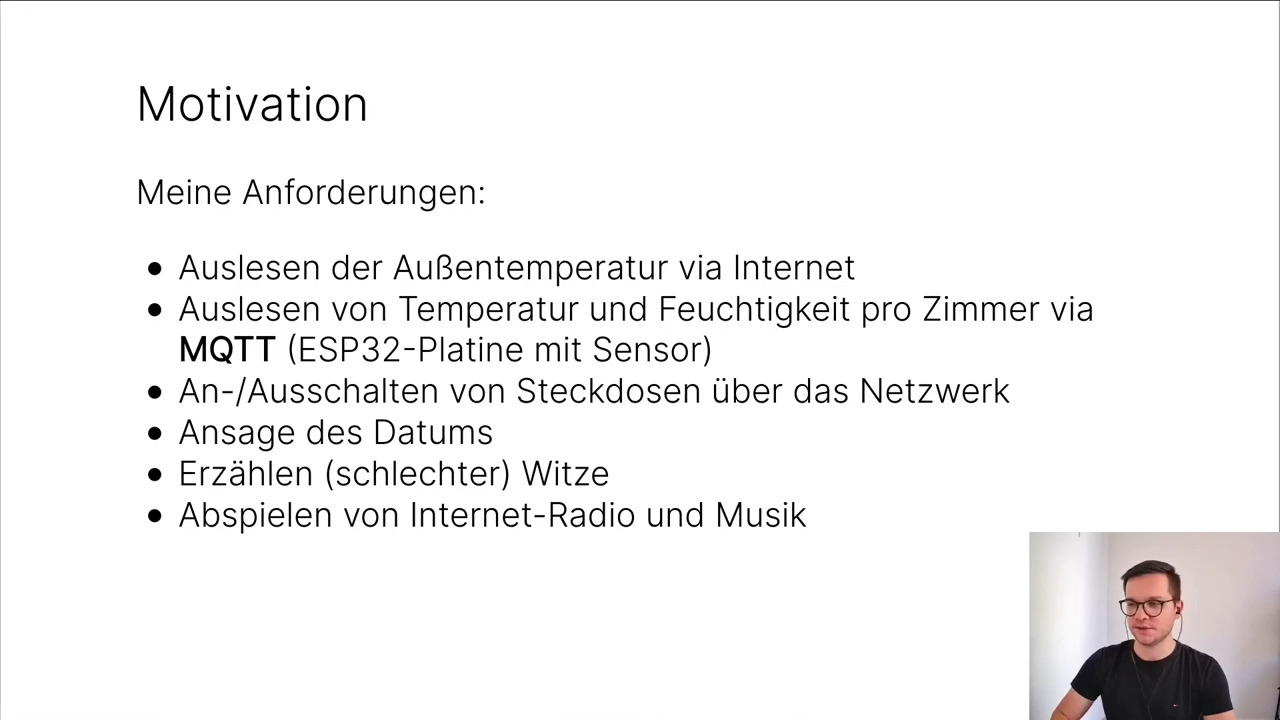 Motivation
Meine Anforderungen:
● Auslesen der Außentemperatur via Internet
● Auslesen von Temperatur und Feuchtigkeit pro Zimmer via
MQTT (ESP32-Platine mit Sensor)
● An-/Ausschalten von Steckdosen über das Netzwerk
● Ansage des Datums
● Erzählen (schlechter) Witze
● Abspielen von Internet-Radio und Musik